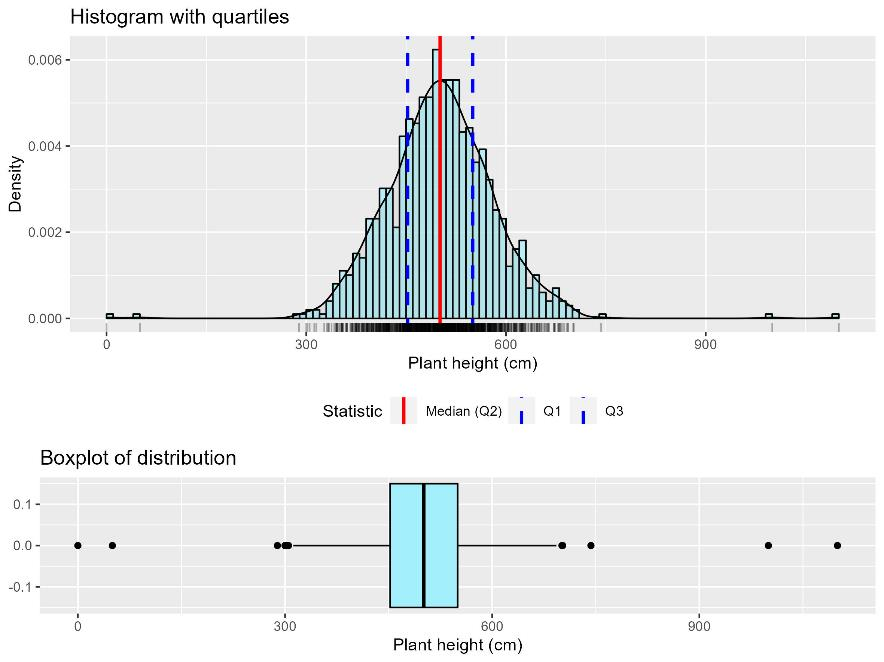 Histogram with quartiles
0.006
0.004
0.002
0.000
Density
0 300 600 900
Plant height (cm)
Statistic Median (Q2) Q1 Q3
Boxplot of distribution
0.1
0.0
-0.1
0 300 600 900
Plant height (cm)